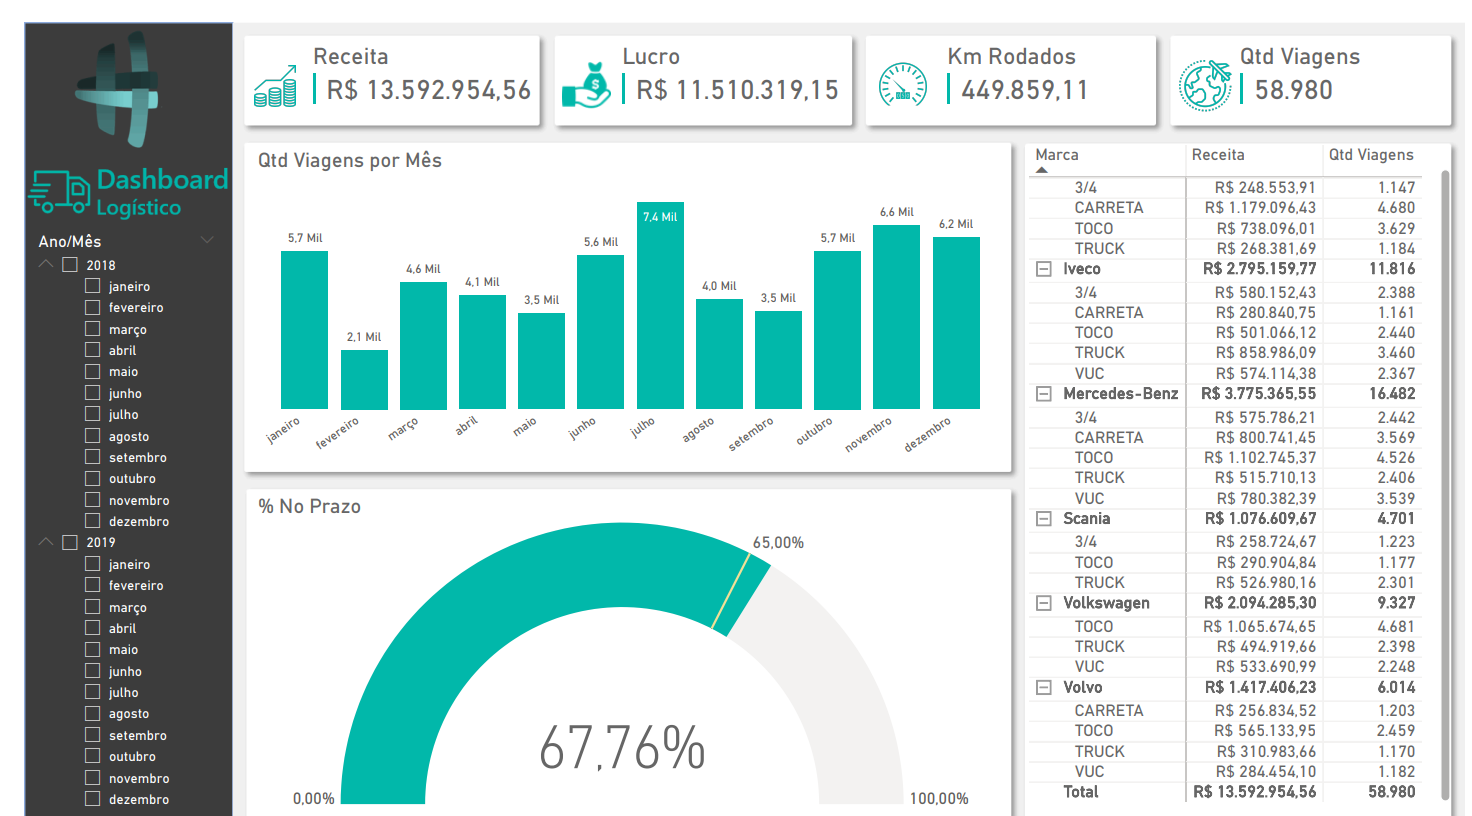 Dashboard
Logístico
Ano/Mês
2018
janeiro
fevereiro
março
abril
maio
junho
julho
agosto
setembro
outubro
novembro
dezembro
2019
janeiro
fevereiro
março
abril
maio
junho
julho
agosto
setembro
outubro
novembro
dezembro
Receita
R$ 13.592.954,56
Lucro
R$ 11.510.319,15
Km Rodados
449.859,11
Qtd Viagens
58.980
Qtd Viagens por Mês
5,7 Mil
2,1 Mil
4,6 Mil
4,1 Mil
3,5 Mil
5,6 Mil
7,4 Mil
4,0 Mil
3,5 Mil
5,7 Mil
6,6 Mil
6,2 Mil
janeiro
fevereiro
março
abril
maio
junho
julho
agosto
setembro
outubro
novembro
dezembro
% No Prazo
65,00%
67,76%
0,00%
100,00%
Marca Receita Qtd Viagens
3/4 R$ 248.553,91 1.147
CARRETA R$ 1.179.096,43 4.680
TOCO R$ 738.096,01 3.629
TRUCK R$ 268.381,69 1.184
Iveco R$ 2.795.159,77 11.816
3/4 R$ 580.152,43 2.388
CARRETA R$ 280.840,75 1.161
TOCO R$ 501.066,12 2.440
TRUCK R$ 858.986,09 3.460
VUC R$ 574.114,38 2.367
Mercedes-Benz R$ 3.775.365,55 16.482
3/4 R$ 575.786,21 2.442
CARRETA R$ 800.741,45 3.569
TOCO R$ 1.102.745,37 4.526
TRUCK R$ 515.710,13 2.406
VUC R$ 780.382,39 3.539
Scania R$ 1.076.609,67 4.701
3/4 R$ 258.724,67 1.223
TOCO R$ 290.904,84 1.177
TRUCK R$ 526.980,16 2.301
Volkswagen R$ 2.094.285,30 9.327
TOCO R$ 1.065.674,65 4.681
TRUCK R$ 494.919,66 2.398
VUC R$ 533.690,99 2.248
Volvo R$ 1.417.406,23 6.014
CARRETA R$ 256.834,52 1.203
TOCO R$ 565.133,95 2.459
TRUCK R$ 310.983,66 1.170
VUC R$ 284.454,10 1.182
Total R$ 13.592.954,56 58.980